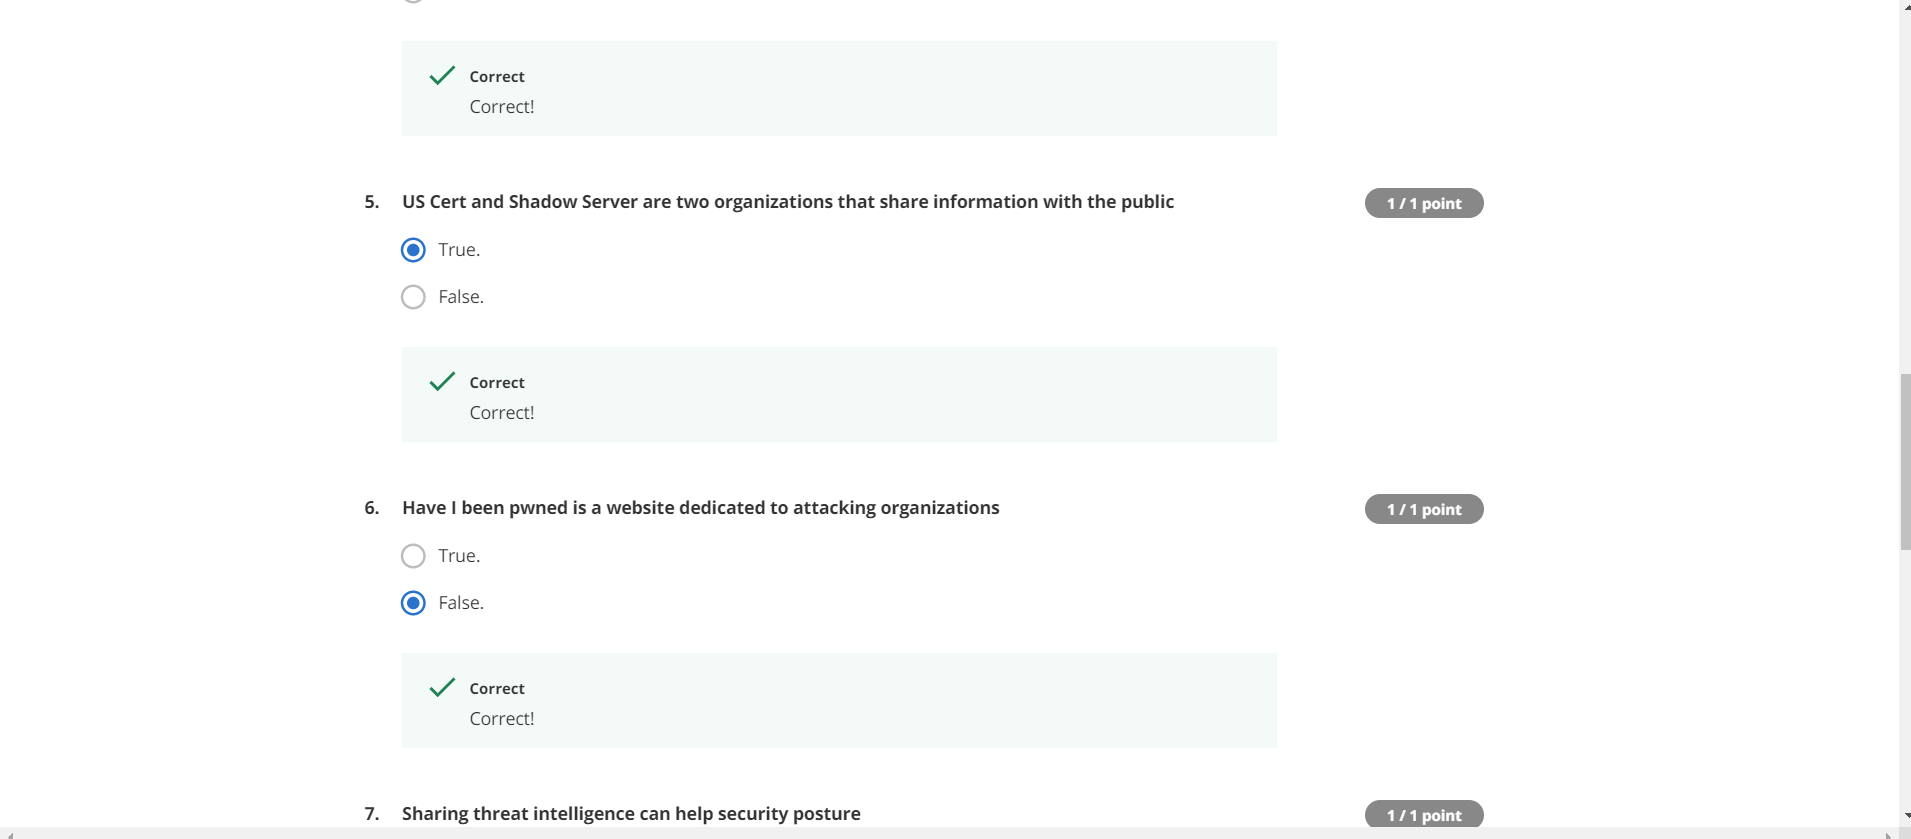 Correct
Correct!
5. US Cert and Shadow Server are two organizations that share information with the public
1 / 1 point
True.
False.
Correct
Correct!
6. Have I been pwned is a website dedicated to attacking organizations
1 / 1 point
True.
False.
Correct
Correct!
7. Sharing threat intelligence can help security posture
1 / 1 point